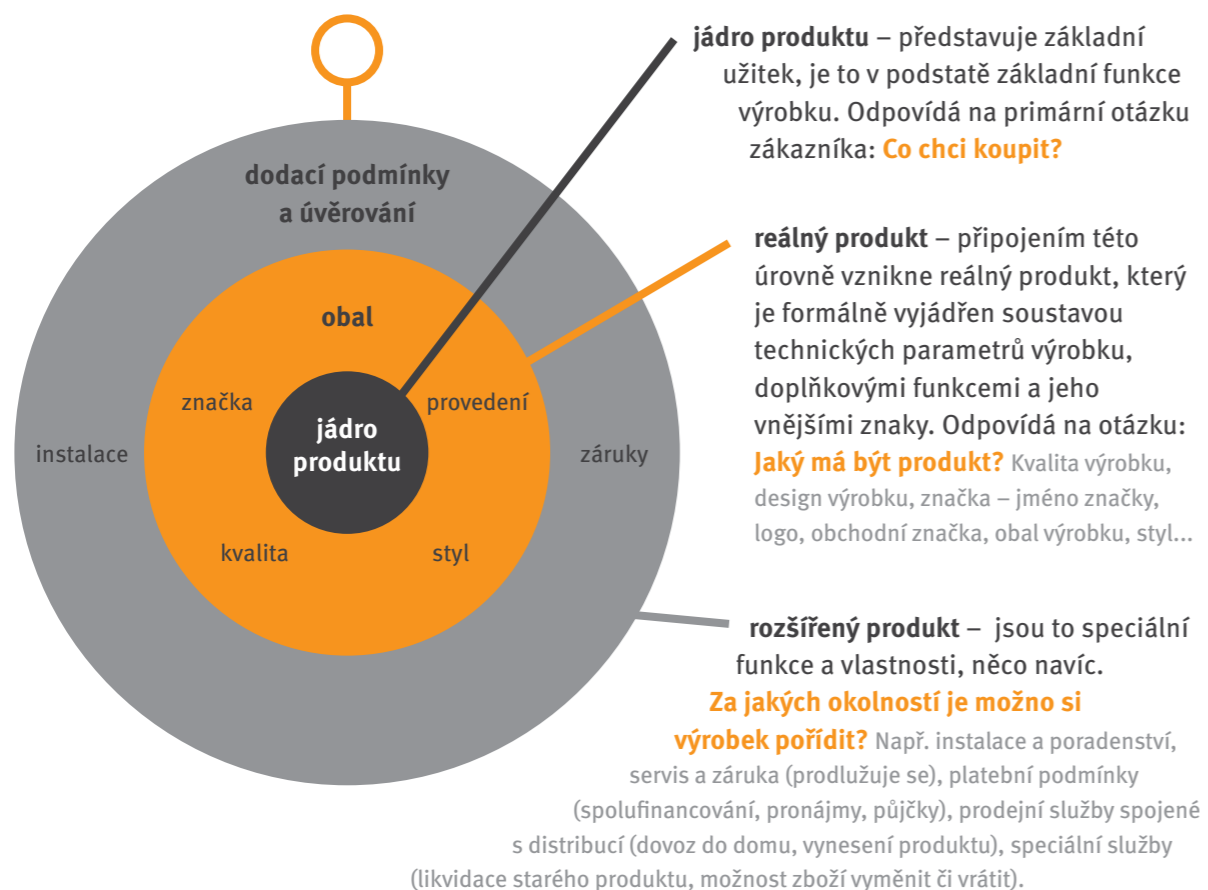 dodací podmínky
a úvěrování
obal
značka
provedení
jádro
produktu
instalace
záruky
kvalita
styl
jádro produktu – představuje základní
užitek, je to v podstatě základní funkce
výrobku. Odpovídá na primární otázku
zákazníka: Co chci koupit?
reálný produkt – připojením této
úrovně vznikne reálný produkt, který
je formálně vyjádřen soustavou
technických parametrů výrobku,
doplňkovými funkcemi a jeho
vnějšími znaky. Odpovídá na otázku:
Jaký má být produkt? Kvalita výrobku,
design výrobku, značka – jméno značky,
logo, obchodní značka, obal výrobku, styl...
rozšířený produkt – jsou to speciální
funkce a vlastnosti, něco navíc.
Za jakých okolností je možno si
výrobek pořídit? Např. instalace a poradenství,
servis a záruka (prodlužuje se), platební podmínky
(spolufinancování, pronájmy, půjčky), prodejní služby spojené
s distribucí (dovoz do domu, vynesení produktu), speciální služby
(likvidace starého produktu, možnost zboží vyměnit či vrátit).